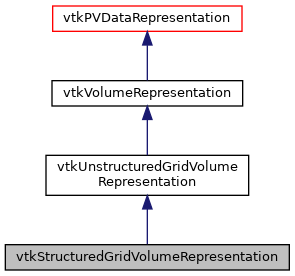 vtkPVDataRepresentation
vtkVolumeRepresentation
vtkUnstructuredGridVolume
Representation
vtkStructuredGridVolumeRepresentation